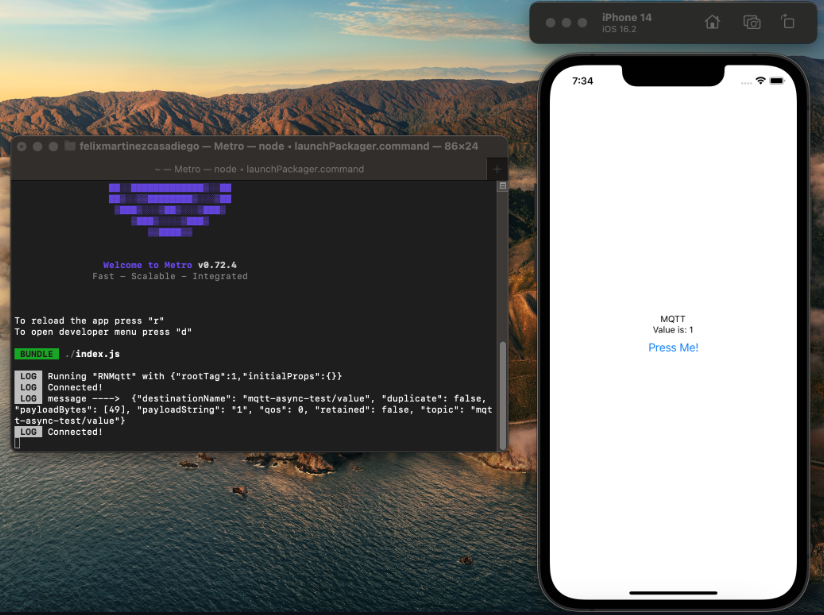 iPhone 14
iOS 16.2
felixmartinezcasadiego — Metro — node • launchPackager.command — 86×24
~ — Metro — node • launchPackager.command
+
Welcome to Metro v0.72.4
Fast - Scalable - Integrated
To reload the app press "r"
To open developer menu press "d"
BUNDLE ./index.js
LOG Running "RNMqtt" with {"rootTag":1,"initialProps":{}}
LOG Connected!
LOG message ----> {"destinationName": "mqtt-async-test/value", "duplicate": false,
"payloadBytes": [49], "payloadString": "1", "qos": 0, "retained": false, "topic": "mqt
t-async-test/value"}
LOG Connected!
7:34
MQTT
Value is: 1
Press Me!